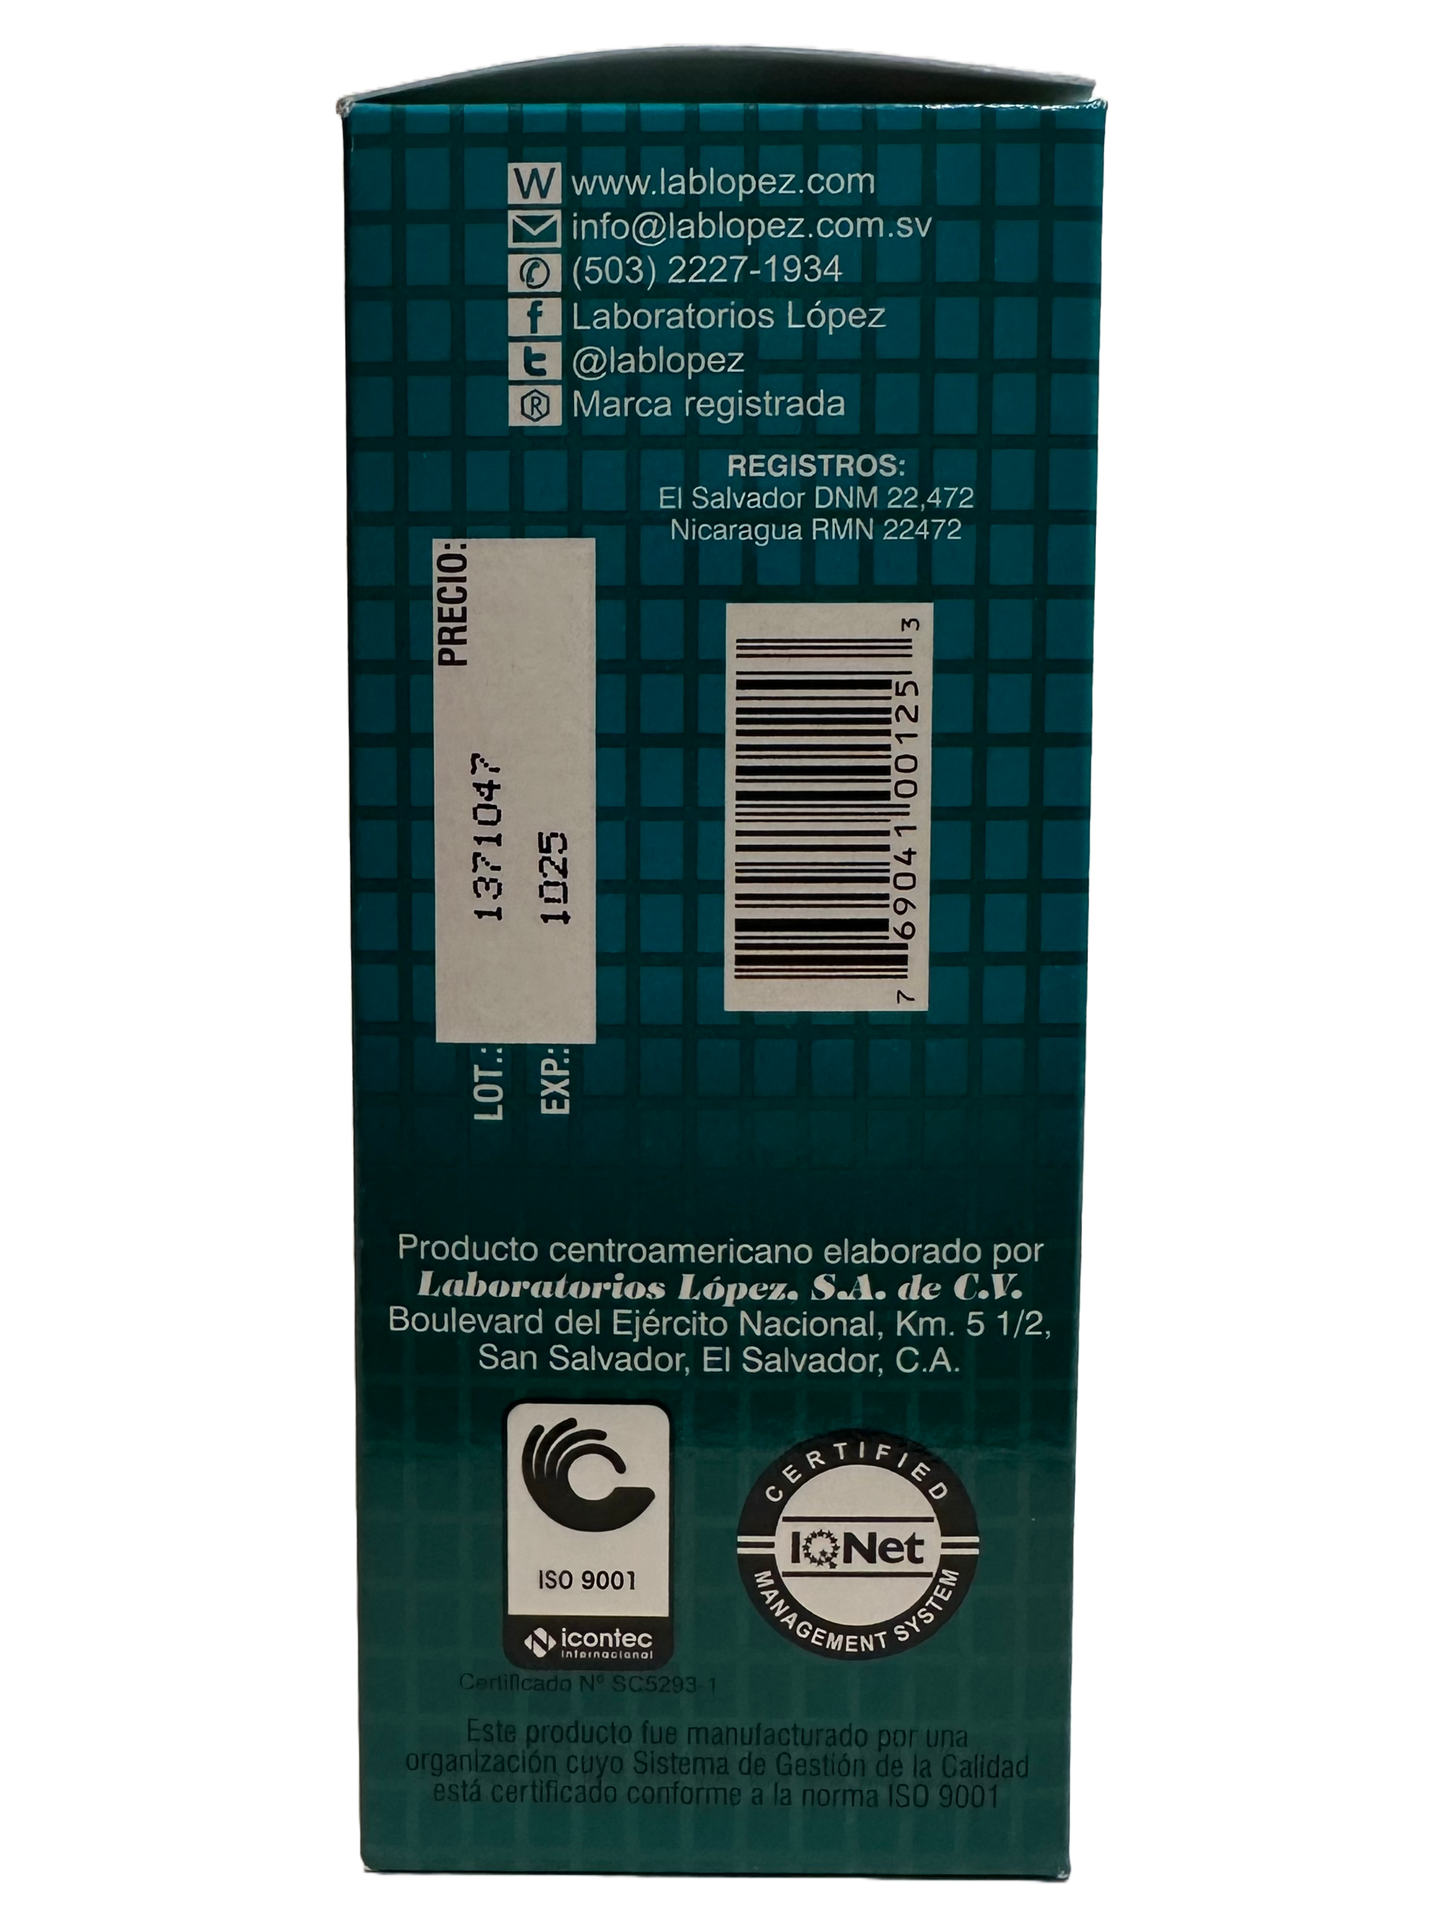 W www.lablopez.com
info@lablopez.com.sv
(503) 2227-1934
f Laboratorios López
t @lablopez
® Marca registrada
REGISTROS:
El Salvador DNM 22,472
Nicaragua RMN 22472
PRECIO:
LOT.: 1371047
EXP.: 1025
7 69041 00125 3
Producto centroamericano elaborado por
Laboratorios López, S.A. de C.V.
Boulevard del Ejército Nacional, Km. 5 1/2,
San Salvador, El Salvador, C.A.
ISO 9001
icontec
internacional
CERTIFIED
IQNet
MANAGEMENT SYSTEM
Certificado Nº SC5293-1
Este producto fue manufacturado por una
organización cuyo Sistema de Gestión de la Calidad
está certificado conforme a la norma ISO 9001